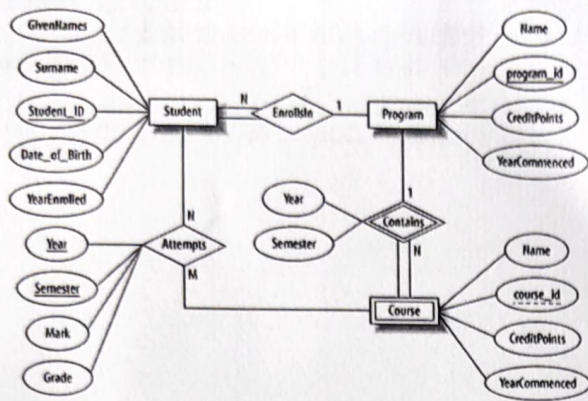 GivenNames
Surname
Student_ID
Date_of_Birth
YearEnrolled
Student
N
EnrollsIn
1
Program
Name
program_id
CreditPoints
YearCommenced
N
Attempts
M
Year
Semester
Mark
Grade
Year
Semester
1
Contains
N
Course
Name
course_id
CreditPoints
YearCommenced